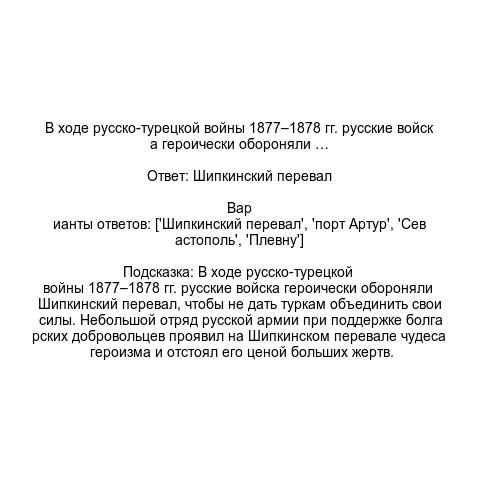 В ходе русско-турецкой войны 1877–1878 гг. русские войск
а героически обороняли …
Ответ: Шипкинский перевал
Вар
ианты ответов: ['Шипкинский перевал', 'порт Артур', 'Сев
астополь', 'Плевну']
Подсказка: В ходе русско-турецкой
войны 1877–1878 гг. русские войска героически обороняли
Шипкинский перевал, чтобы не дать туркам объединить свои
силы. Небольшой отряд русской армии при поддержке болга
рских добровольцев проявил на Шипкинском перевале чудеса
героизма и отстоял его ценой больших жертв.